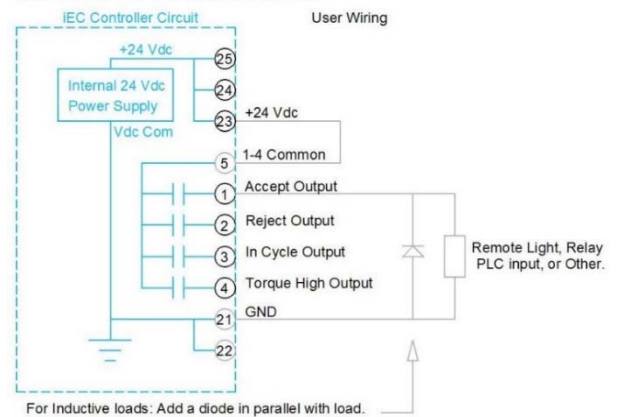 iEC Controller Circuit
User Wiring
+24 Vdc
25
Internal 24 Vdc
Power Supply
24
Vdc Com
23
+24 Vdc
5
1-4 Common
1
Accept Output
2
Reject Output
3
In Cycle Output
4
Torque High Output
Remote Light, Relay
PLC input, or Other.
21
GND
22
For Inductive loads: Add a diode in parallel with load.